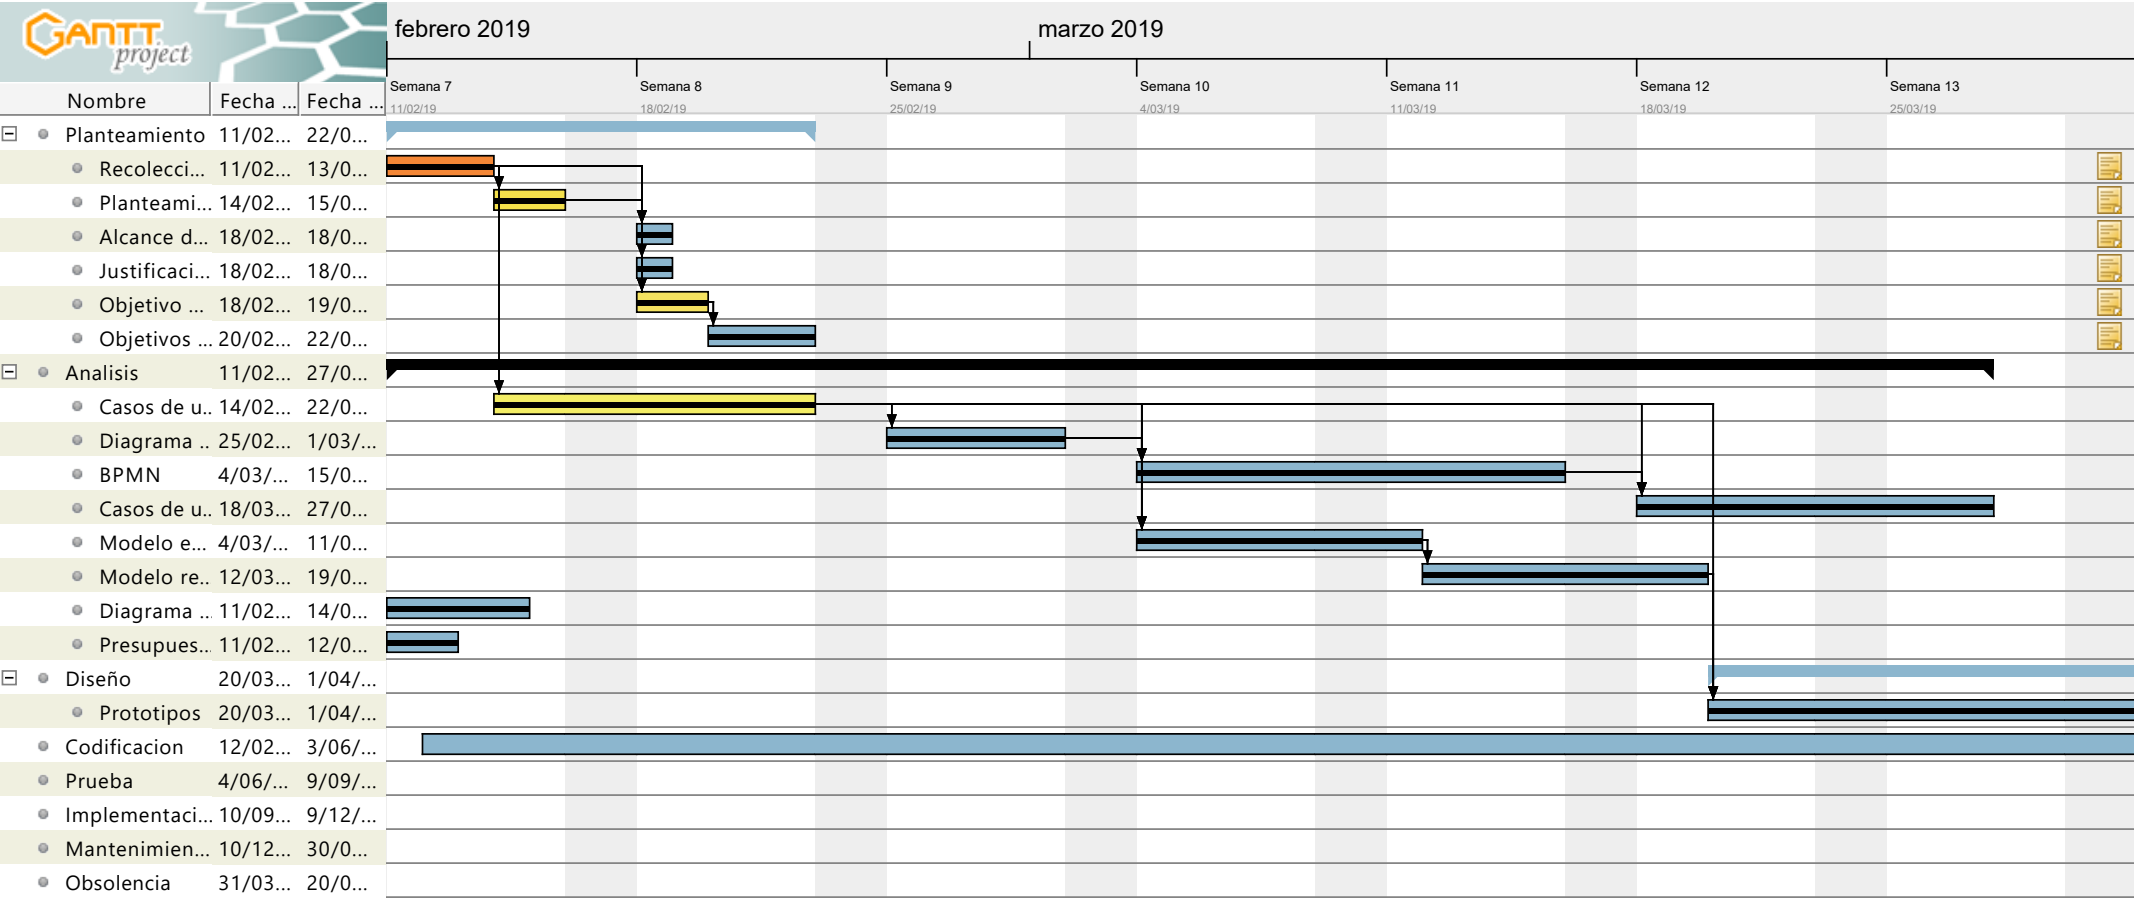 GANTT
project
febrero 2019
marzo 2019
Semana 7
Semana 8
Semana 9
Semana 10
Semana 11
Semana 12
Semana 13
Nombre Fecha ... Fecha ...
11/02/19
18/02/19
25/02/19
4/03/19
11/03/19
18/03/19
25/03/19
Planteamiento 11/02... 22/0...
Recolecci... 11/02... 13/0...
Planteami... 14/02... 15/0...
Alcance d... 18/02... 18/0...
Justificaci... 18/02... 18/0...
Objetivo ... 18/02... 19/0...
Objetivos ... 20/02... 22/0...
Analisis 11/02... 27/0...
Casos de u... 14/02... 22/0...
Diagrama ... 25/02... 1/03/...
BPMN 4/03/... 15/0...
Casos de u... 18/03... 27/0...
Modelo e... 4/03/... 11/0...
Modelo re... 12/03... 19/0...
Diagrama ... 11/02... 14/0...
Presupues... 11/02... 12/0...
Diseño 20/03... 1/04/...
Prototipos 20/03... 1/04/...
Codificacion 12/02... 3/06/...
Prueba 4/06/... 9/09/...
Implementaci... 10/09... 9/12/...
Mantenimien... 10/12... 30/0...
Obsolencia 31/03... 20/0...